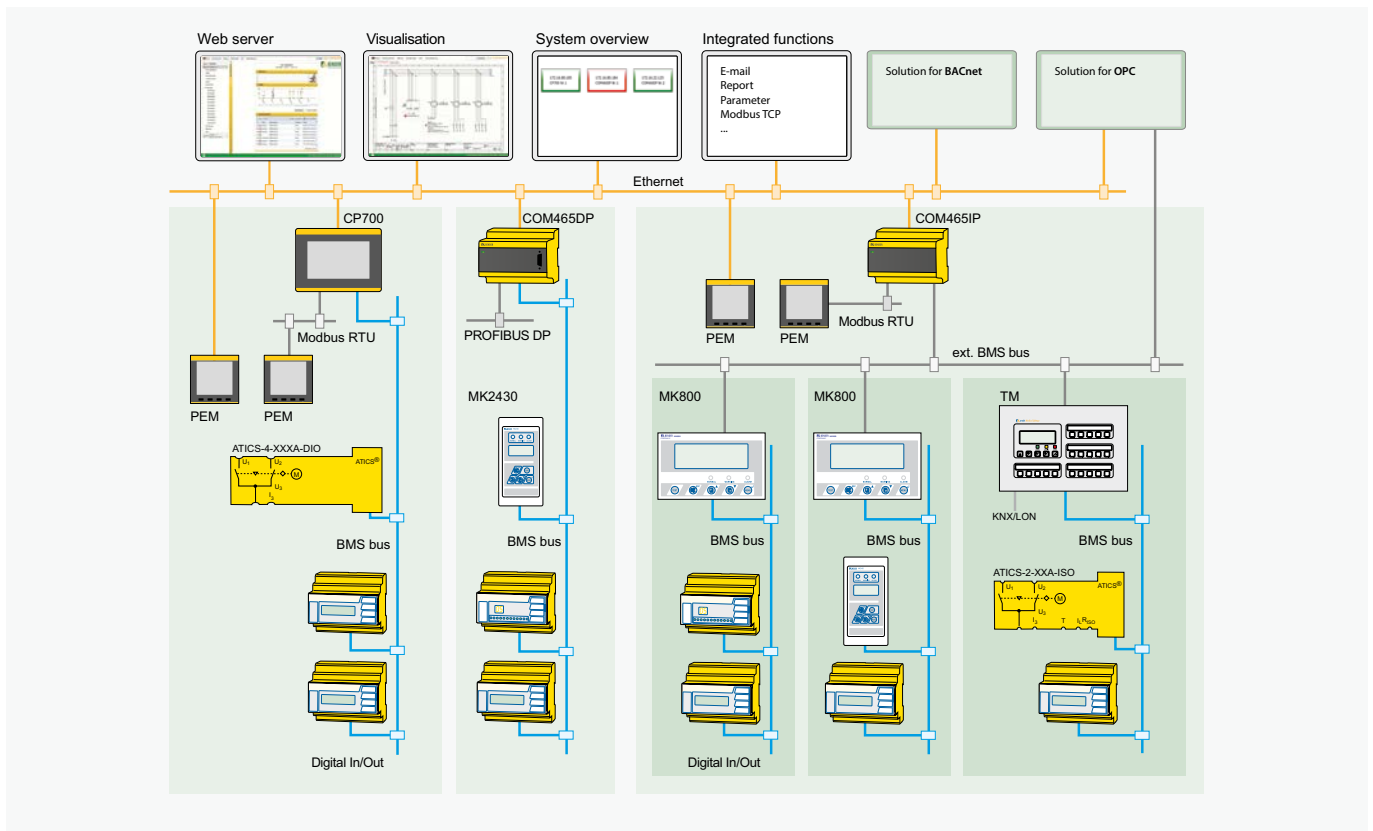 Web server
Visualisation
System overview
Integrated functions
E-mail
Report
Parameter
Modbus TCP
...
Solution for BACnet
Solution for OPC
Ethernet
CP700
COM465DP
COM465IP
Modbus RTU
PROFIBUS DP
PEM
PEM
Modbus RTU
PEM
PEM
ext. BMS bus
MK2430
MK800
MK800
TM
ATICS-4-XXXA-DIO
U1
U2
ATICS®
M
U3
I3
KNX/LON
BMS bus
BMS bus
BMS bus
BMS bus
BMS bus
ATICS-2-XXA-ISO
U1
U2
ATICS®
M
U3
I3
T
ILRISO
Digital In/Out
Digital In/Out